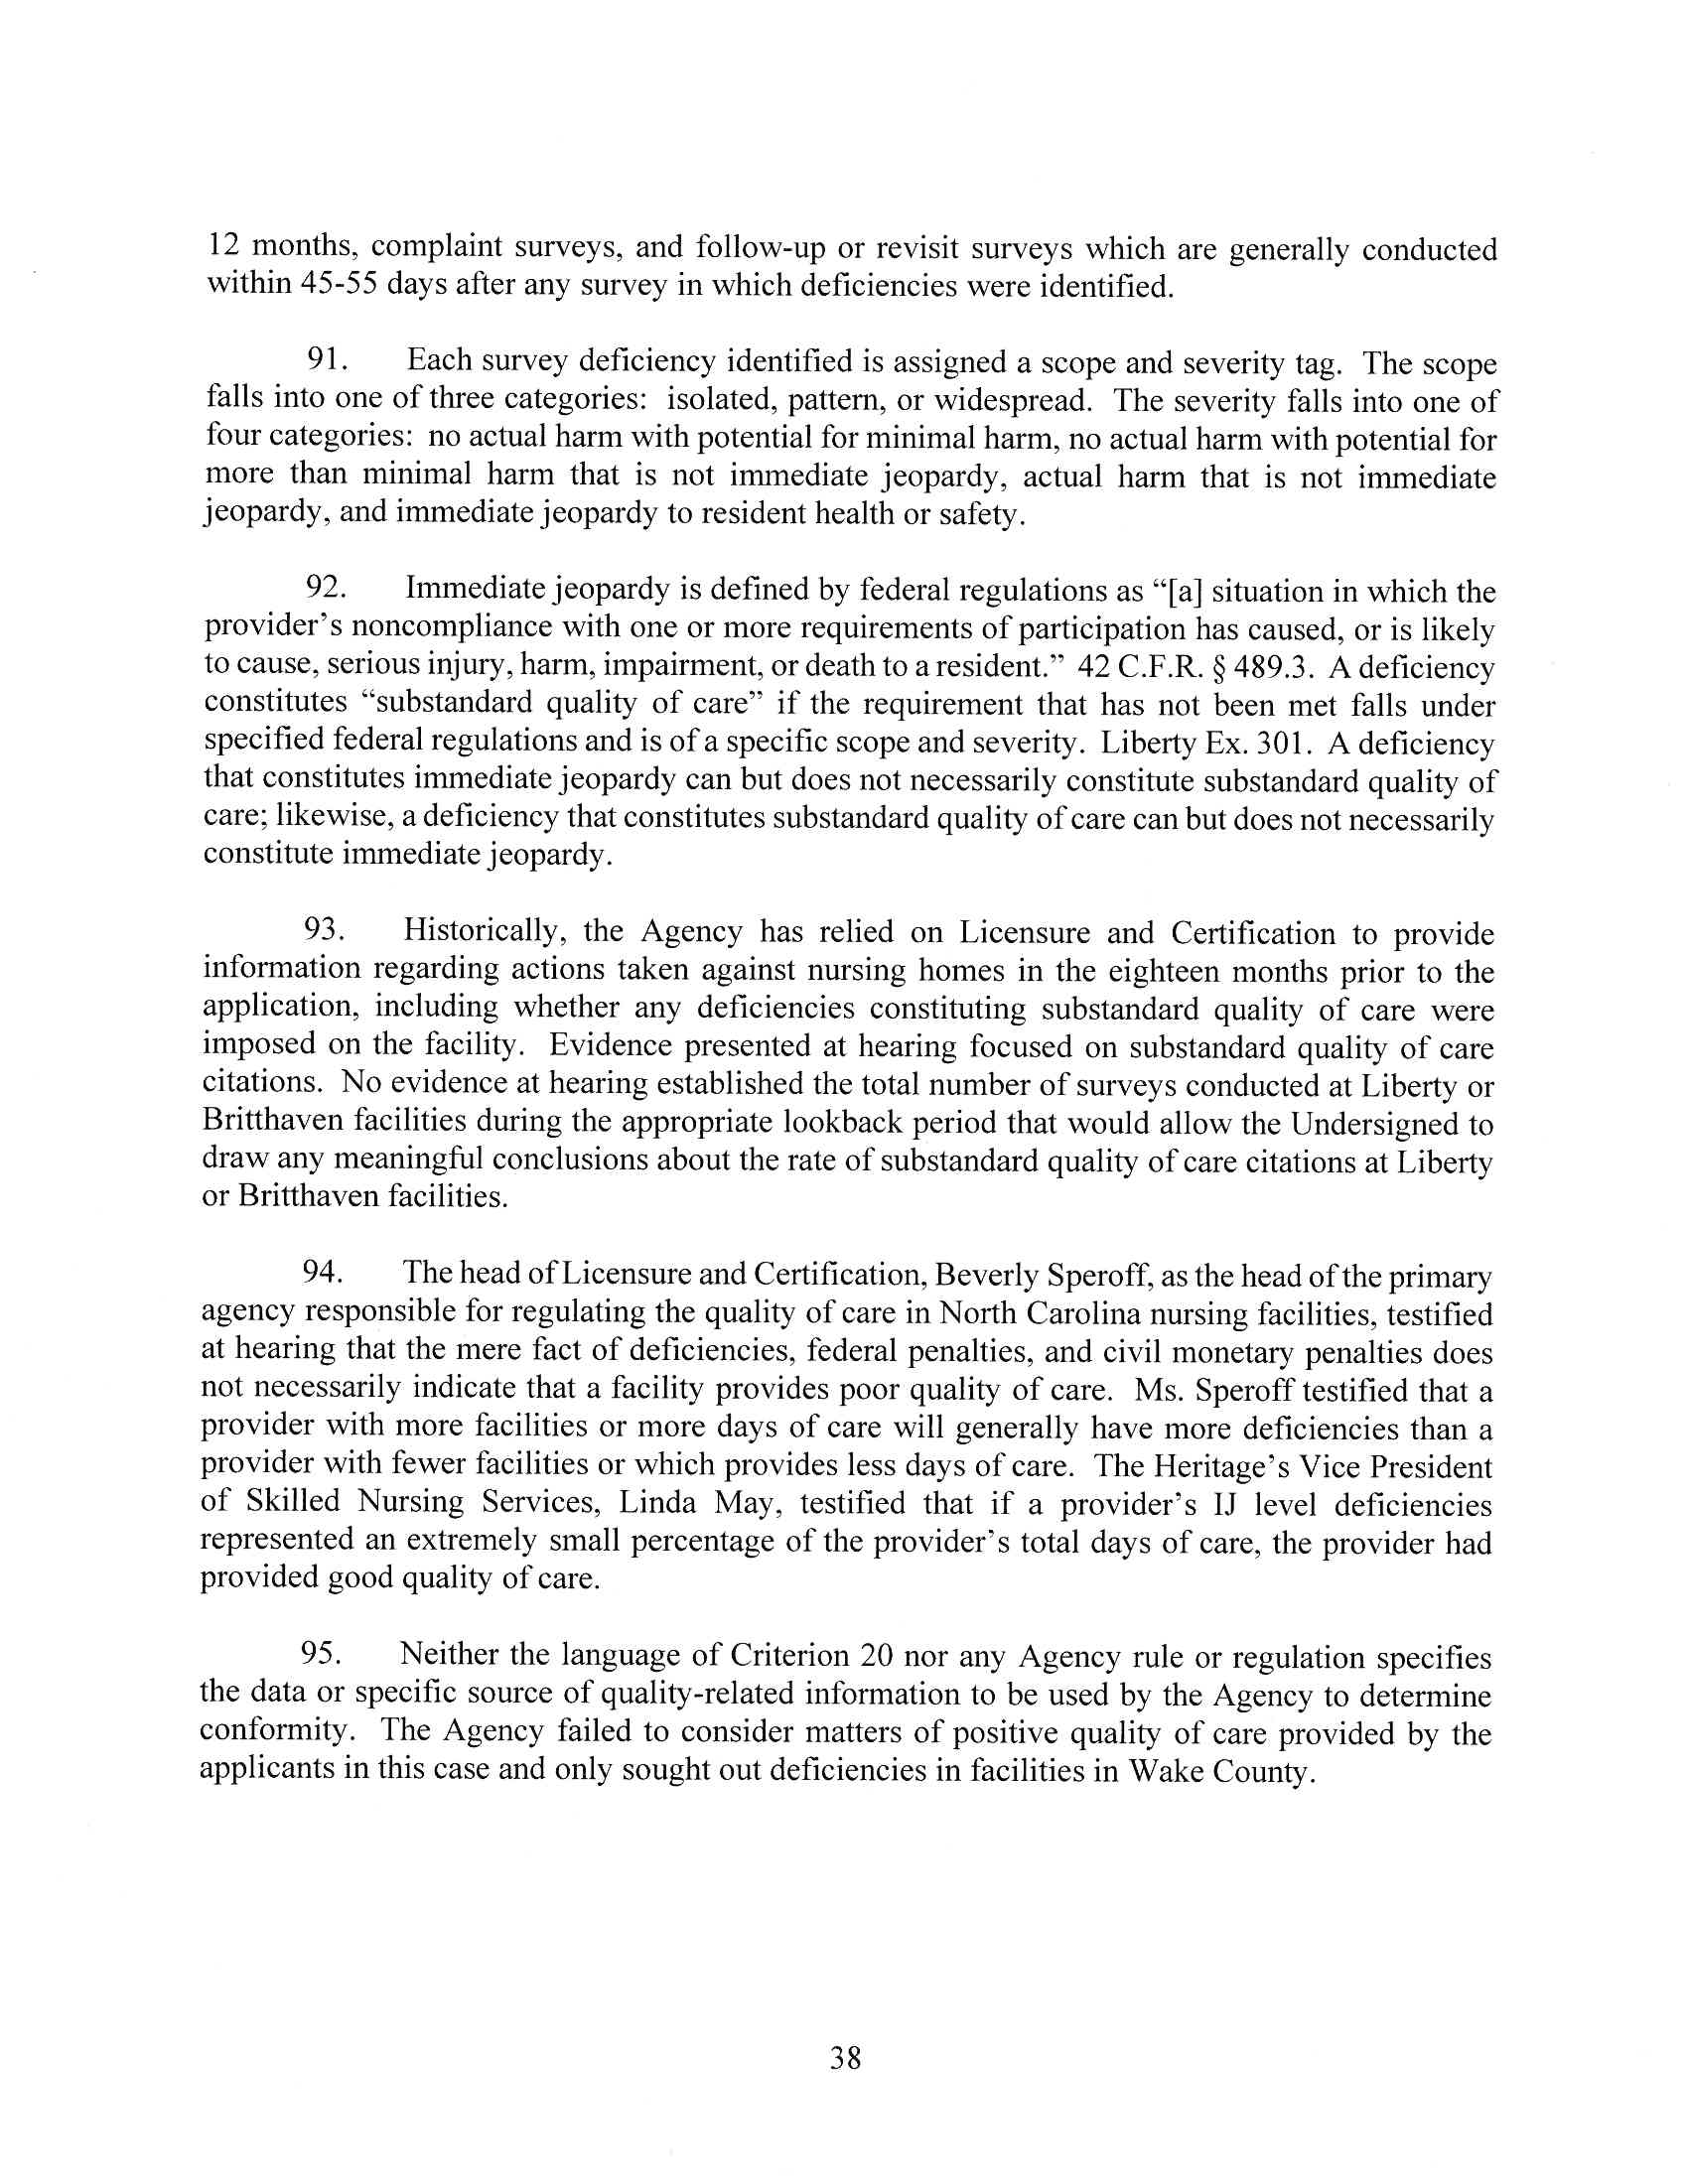 12 months, complaint surveys, and follow-up or revisit surveys which are generally conducted
within 45-55 days after any survey in which deficiencies were identified.
91. Each survey deficiency identified is assigned a scope and severity tag. The scope
falls into one of three categories: isolated, pattern, or widespread. The severity falls into one of
four categories: no actual harm with potential for minimal harm, no actual harm with potential for
more than minimal harm that is not immediate jeopardy, actual harm that is not immediate
jeopardy, and immediate jeopardy to resident health or safety.
92. Immediate jeopardy is defined by federal regulations as “[a] situation in which the
provider’s noncompliance with one or more requirements of participation has caused, or is likely
to cause, serious injury, harm, impairment, or death to a resident.” 42 C.F.R. § 489.3. A deficiency
constitutes “substandard quality of care” if the requirement that has not been met falls under
specified federal regulations and is of a specific scope and severity. Liberty Ex. 301. A deficiency
that constitutes immediate jeopardy can but does not necessarily constitute substandard quality of
care; likewise, a deficiency that constitutes substandard quality of care can but does not necessarily
constitute immediate jeopardy.
93. Historically, the Agency has relied on Licensure and Certification to provide
information regarding actions taken against nursing homes in the eighteen months prior to the
application, including whether any deficiencies constituting substandard quality of care were
imposed on the facility. Evidence presented at hearing focused on substandard quality of care
citations. No evidence at hearing established the total number of surveys conducted at Liberty or
Britthaven facilities during the appropriate lookback period that would allow the Undersigned to
draw any meaningful conclusions about the rate of substandard quality of care citations at Liberty
or Britthaven facilities.
94. The head of Licensure and Certification, Beverly Speroff, as the head of the primary
agency responsible for regulating the quality of care in North Carolina nursing facilities, testified
at hearing that the mere fact of deficiencies, federal penalties, and civil monetary penalties does
not necessarily indicate that a facility provides poor quality of care. Ms. Speroff testified that a
provider with more facilities or more days of care will generally have more deficiencies than a
provider with fewer facilities or which provides less days of care. The Heritage’s Vice President
of Skilled Nursing Services, Linda May, testified that if a provider’s IJ level deficiencies
represented an extremely small percentage of the provider’s total days of care, the provider had
provided good quality of care.
95. Neither the language of Criterion 20 nor any Agency rule or regulation specifies
the data or specific source of quality-related information to be used by the Agency to determine
conformity. The Agency failed to consider matters of positive quality of care provided by the
applicants in this case and only sought out deficiencies in facilities in Wake County.
38